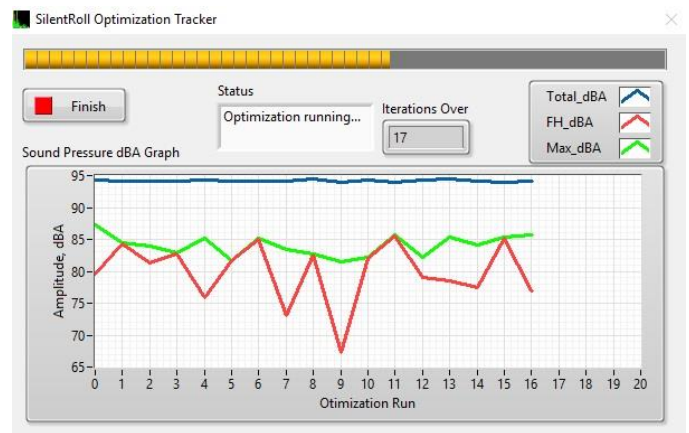 SilentRoll Optimization Tracker
Finish
Status
Optimization running...
Iterations Over
17
Total_dBA
FH_dBA
Max_dBA
Sound Pressure dBA Graph
Amplitude, dBA
95
90
85
80
75
70
65
0 1 2 3 4 5 6 7 8 9 10 11 12 13 14 15 16 17 18 19 20
Otimization Run